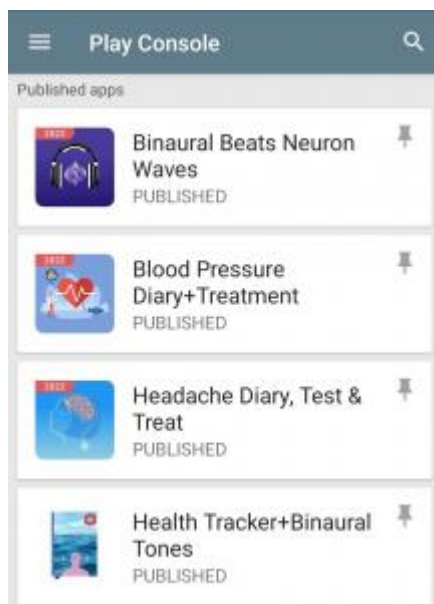 Play Console
Published apps
Binaural Beats Neuron
Waves
PUBLISHED
Blood Pressure
Diary+Treatment
PUBLISHED
Headache Diary, Test &
Treat
PUBLISHED
Health Tracker+Binaural
Tones
PUBLISHED